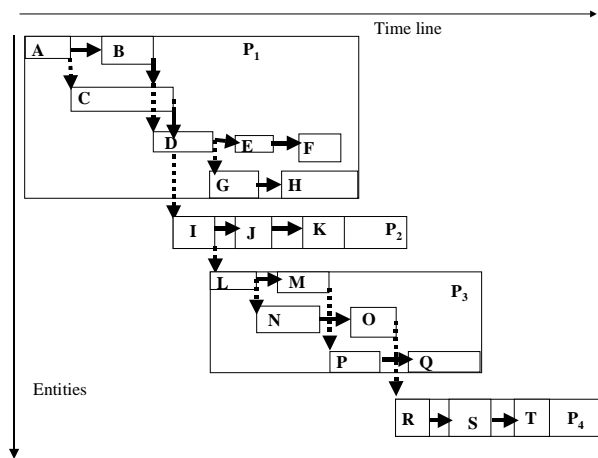 Time line
A B P1
C
D E F
G H
I J K P2
L M P3
N O
P Q
Entities
R S T P4